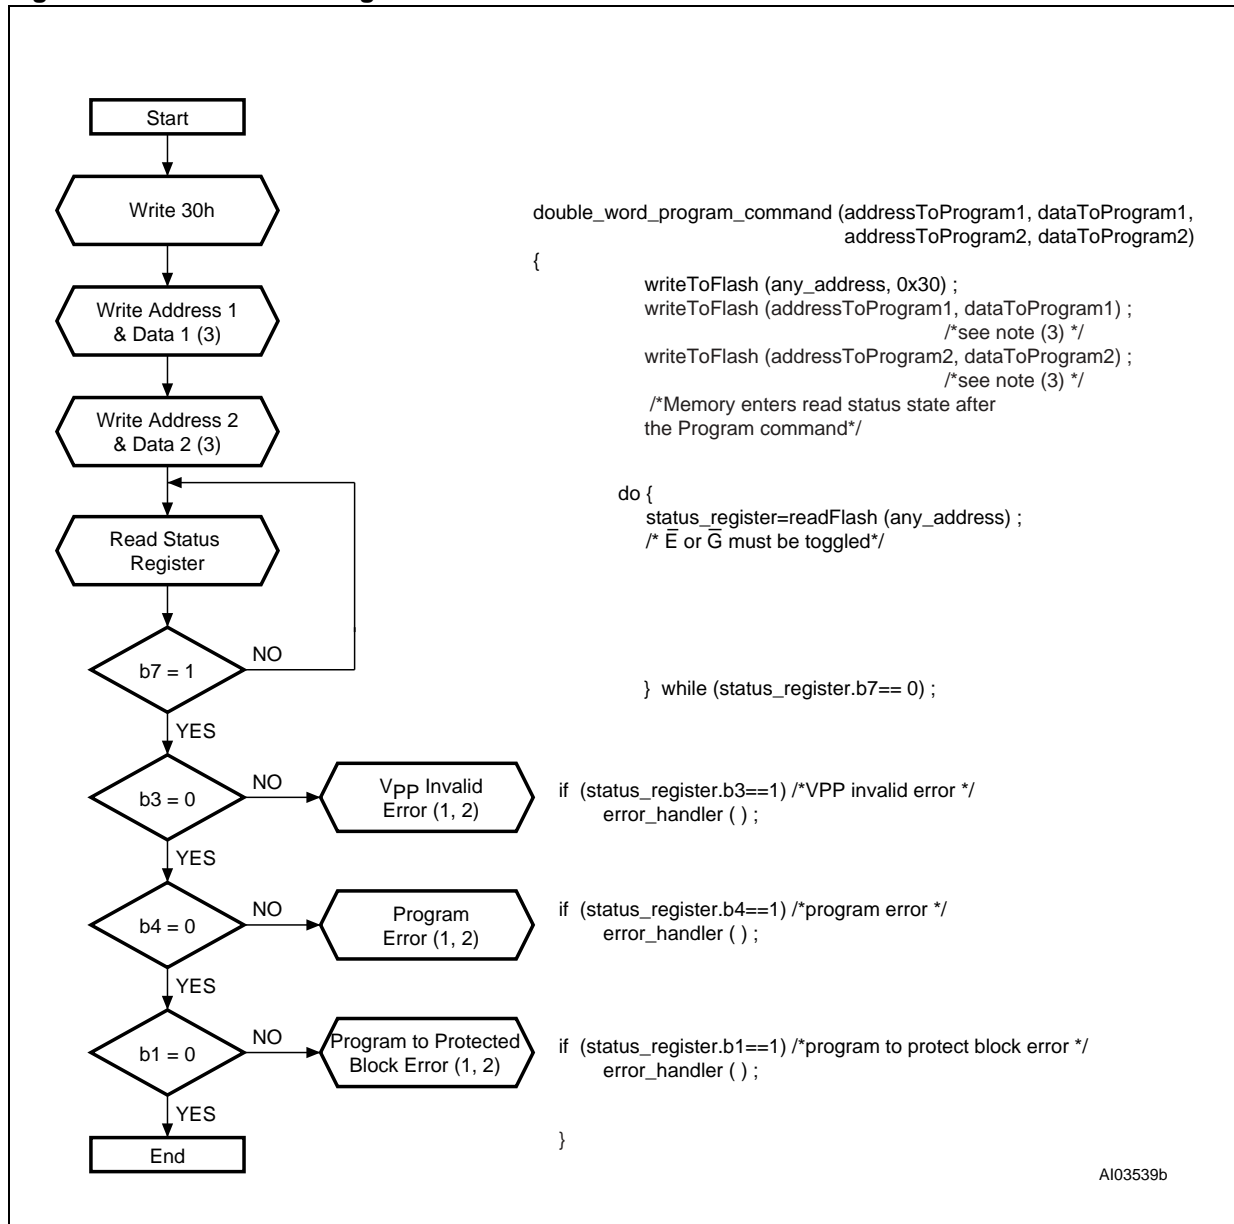 Start
Write 30h
double_word_program_command (addressToProgram1, dataToProgram1,
addressToProgram2, dataToProgram2)
{
writeToFlash (any_address, 0x30) ;
Write Address 1
& Data 1 (3)
writeToFlash (addressToProgram1, dataToProgram1) ;
/*see note (3) */
writeToFlash (addressToProgram2, dataToProgram2) ;
/*see note (3) */
Write Address 2
& Data 2 (3)
/*Memory enters read status state after
the Program command*/
do {
status_register=readFlash (any_address) ;
/* E̅ or G̅ must be toggled*/
Read Status
Register
b7 = 1
NO
YES
} while (status_register.b7== 0) ;
b3 = 0
NO
YES
VPP Invalid
Error (1, 2)
if (status_register.b3==1) /*VPP invalid error */
error_handler ( ) ;
b4 = 0
NO
YES
Program
Error (1, 2)
if (status_register.b4==1) /*program error */
error_handler ( ) ;
b1 = 0
NO
YES
Program to Protected
Block Error (1, 2)
if (status_register.b1==1) /*program to protect block error */
error_handler ( ) ;
}
End
AI03539b